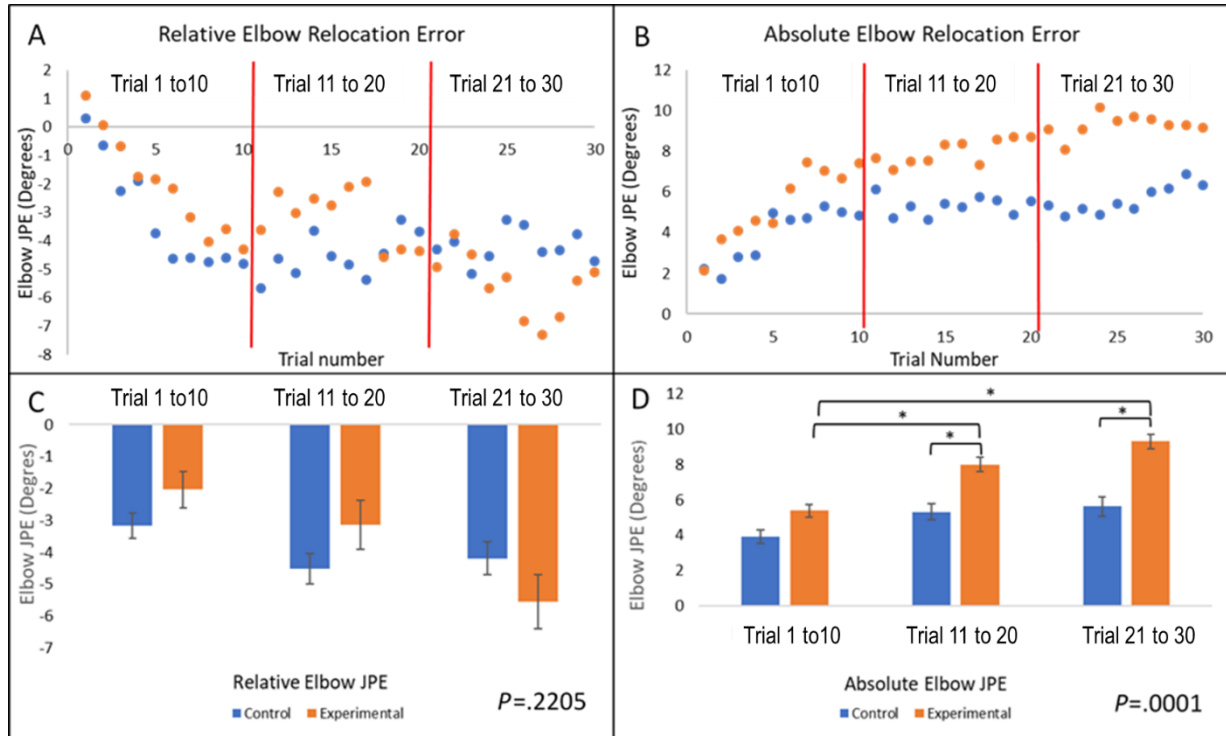 A
Relative Elbow Relocation Error
Trial 1 to10
Trial 11 to 20
Trial 21 to 30
2
1
0
-1
-2
-3
-4
-5
-6
-7
-8
0
5
10
15
20
25
30
Elbow JPE (Degrees)
Trial number
B
Absolute Elbow Relocation Error
Trial 1 to10
Trial 11 to 20
Trial 21 to 30
12
10
8
6
4
2
0
0
5
10
15
20
25
30
Elbow JPE (Degrees)
Trial Number
C
Trial 1 to10
Trial 11 to 20
Trial 21 to 30
0
-1
-2
-3
-4
-5
-6
-7
Elbow JPE (Degres)
Relative Elbow JPE
Control
Experimental
P=.2205
D
*
*
*
*
12
10
8
6
4
2
0
Elbow JPE (Degrees)
Trial 1 to10
Trial 11 to 20
Trial 21 to 30
Absolute Elbow JPE
Control
Experimental
P=.0001